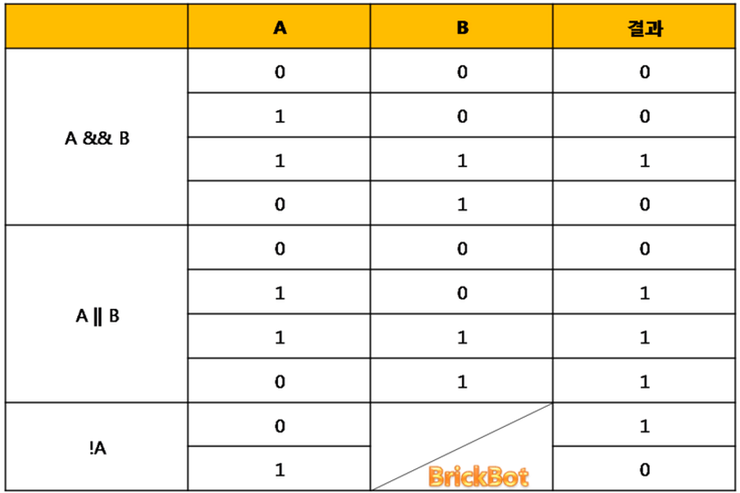 A B 결과
A && B
0 0 0
1 0 0
1 1 1
0 1 0
A || B
0 0 0
1 0 1
1 1 1
0 1 1
!A
0 1
1 0
BrickBot